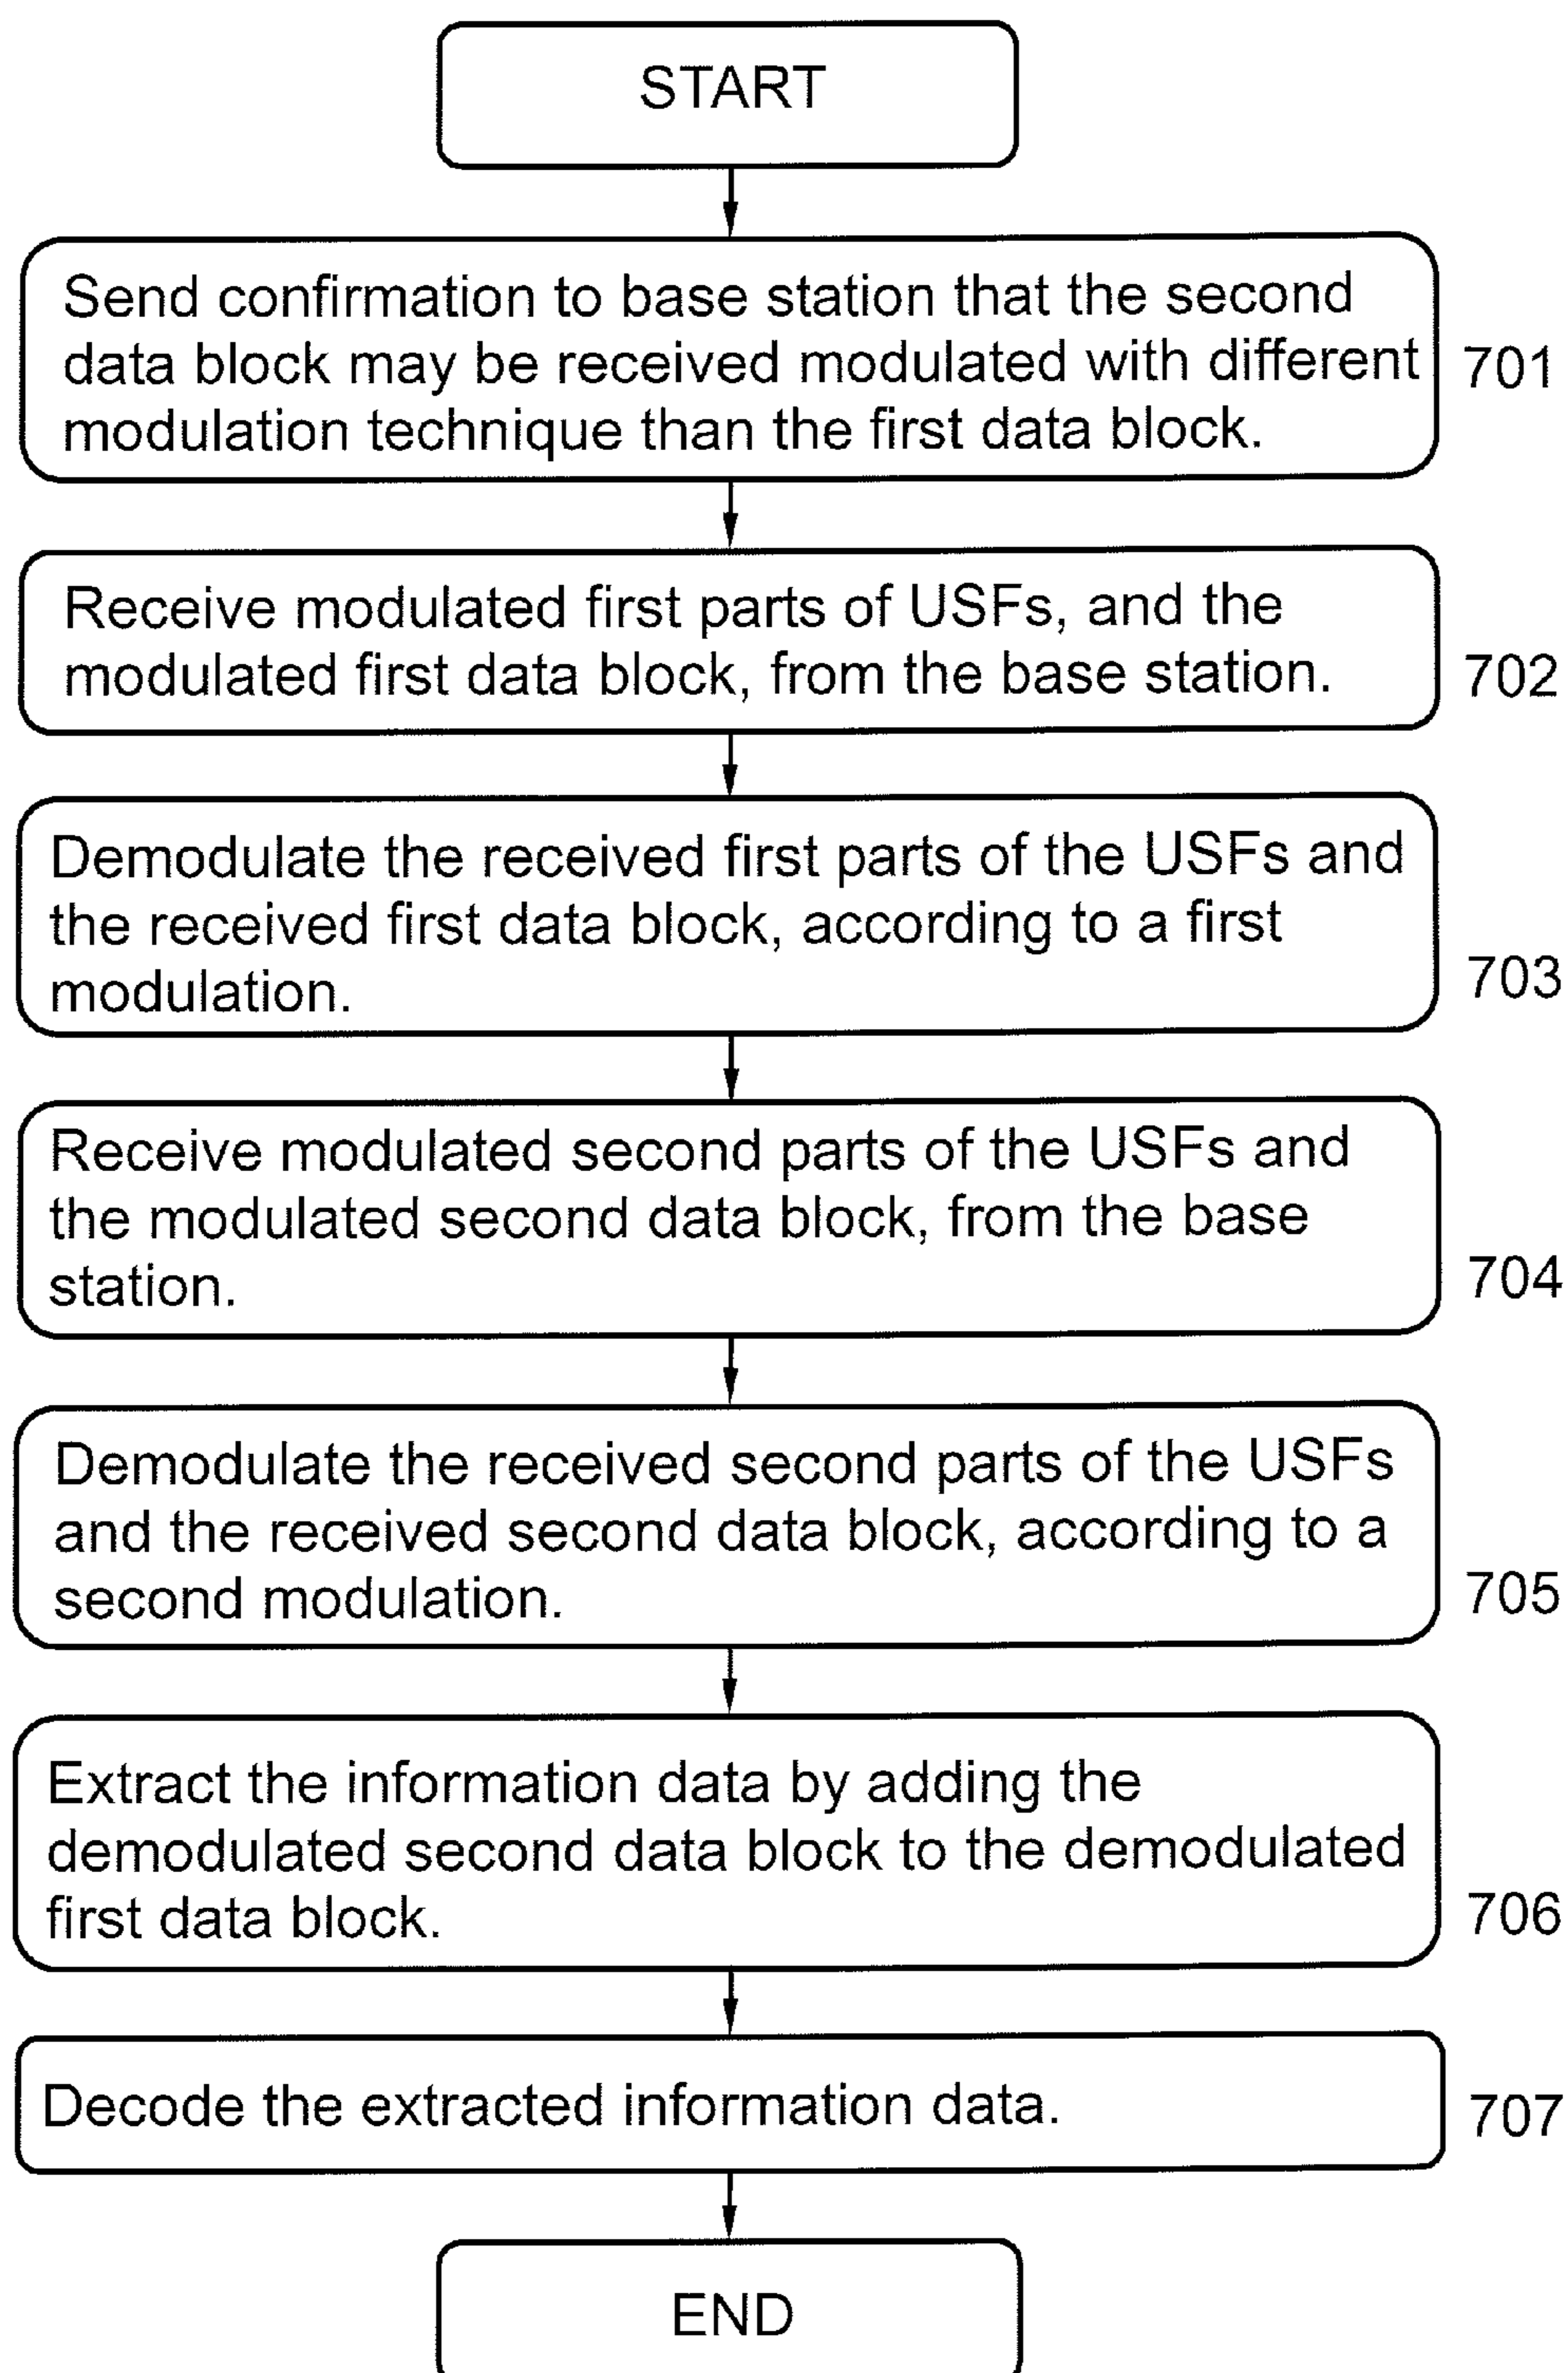 START
Send confirmation to base station that the second
data block may be received modulated with different
modulation technique than the first data block.
701
Receive modulated first parts of USFs, and the
modulated first data block, from the base station.
702
Demodulate the received first parts of the USFs and
the received first data block, according to a first
modulation.
703
Receive modulated second parts of the USFs and
the modulated second data block, from the base
station.
704
Demodulate the received second parts of the USFs
and the received second data block, according to a
second modulation.
705
Extract the information data by adding the
demodulated second data block to the demodulated
first data block.
706
Decode the extracted information data.
707
END